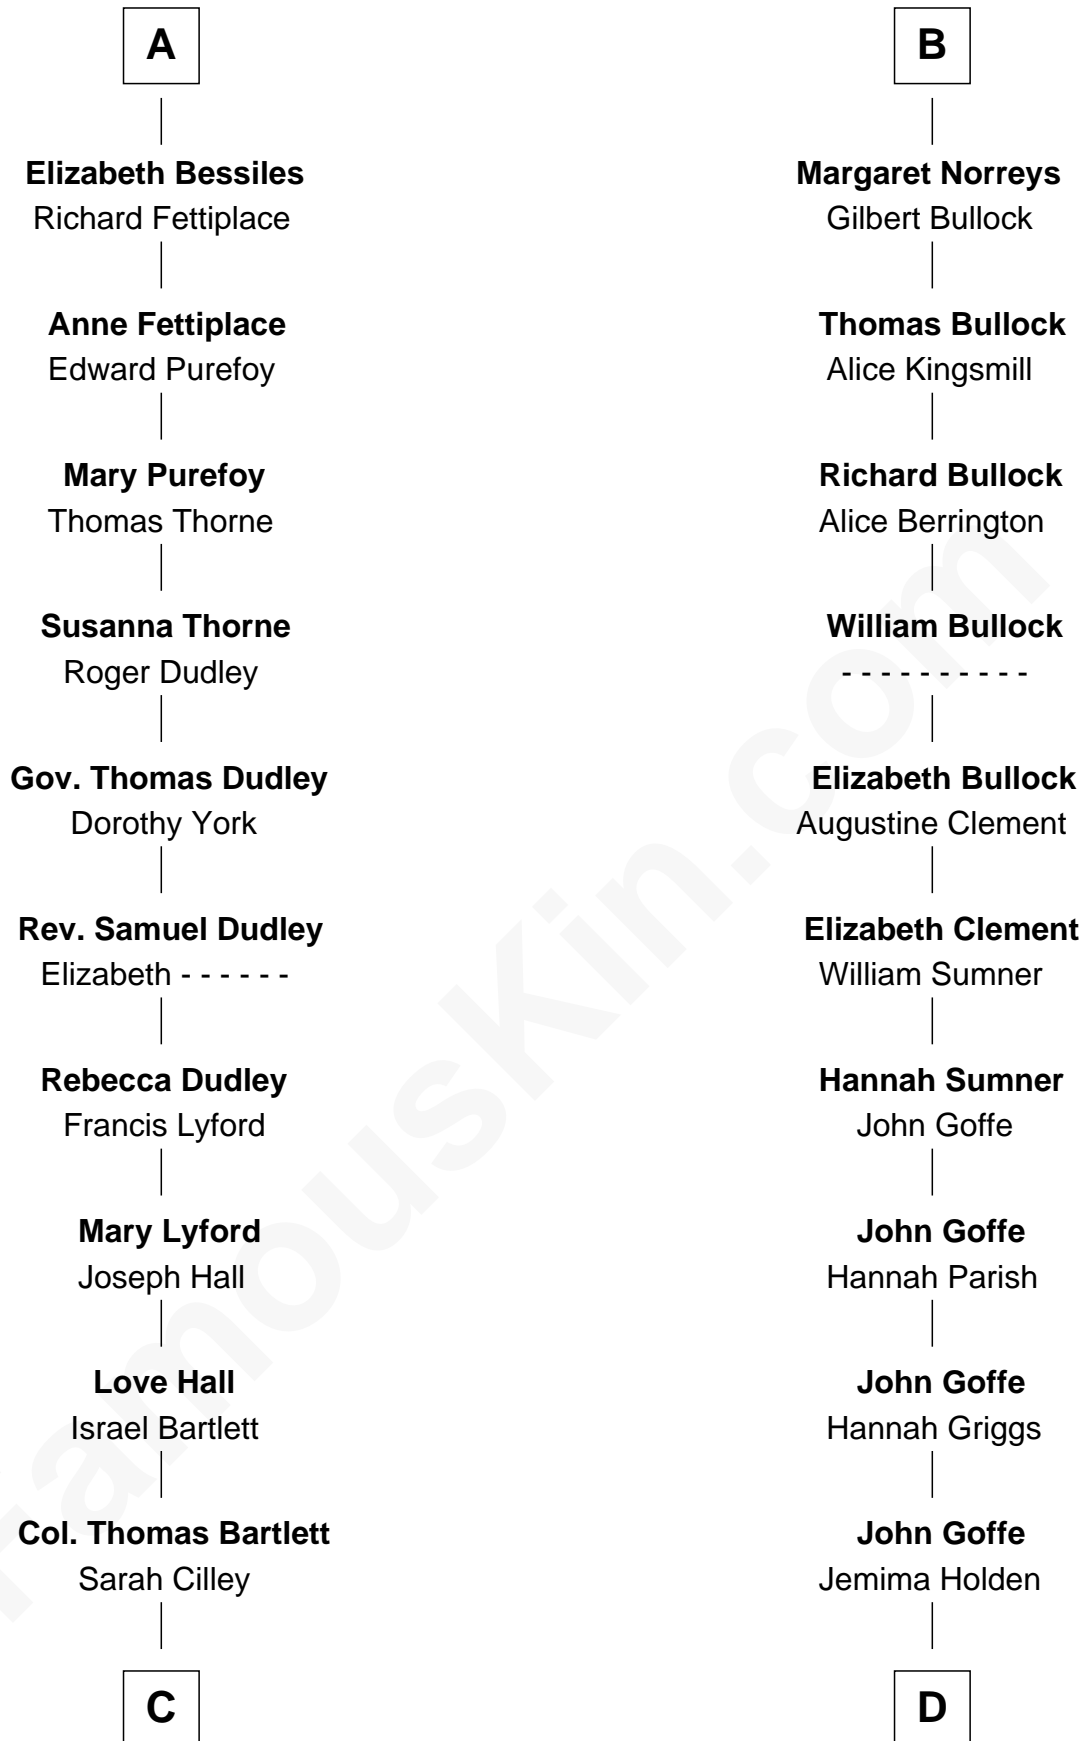 A
Elizabeth Bessiles
Richard Fettiplace
Anne Fettiplace
Edward Purefoy
Mary Purefoy
Thomas Thorne
Susanna Thorne
Roger Dudley
Gov. Thomas Dudley
Dorothy York
Rev. Samuel Dudley
Elizabeth - - - - - -
Rebecca Dudley
Francis Lyford
Mary Lyford
Joseph Hall
Love Hall
Israel Bartlett
Col. Thomas Bartlett
Sarah Cilley
C
B
Margaret Norreys
Gilbert Bullock
Thomas Bullock
Alice Kingsmill
Richard Bullock
Alice Berrington
William Bullock
- - - - - - - - - -
Elizabeth Bullock
Augustine Clement
Elizabeth Clement
William Sumner
Hannah Sumner
John Goffe
John Goffe
Hannah Parish
John Goffe
Hannah Griggs
John Goffe
Jemima Holden
D
FamousKin.com